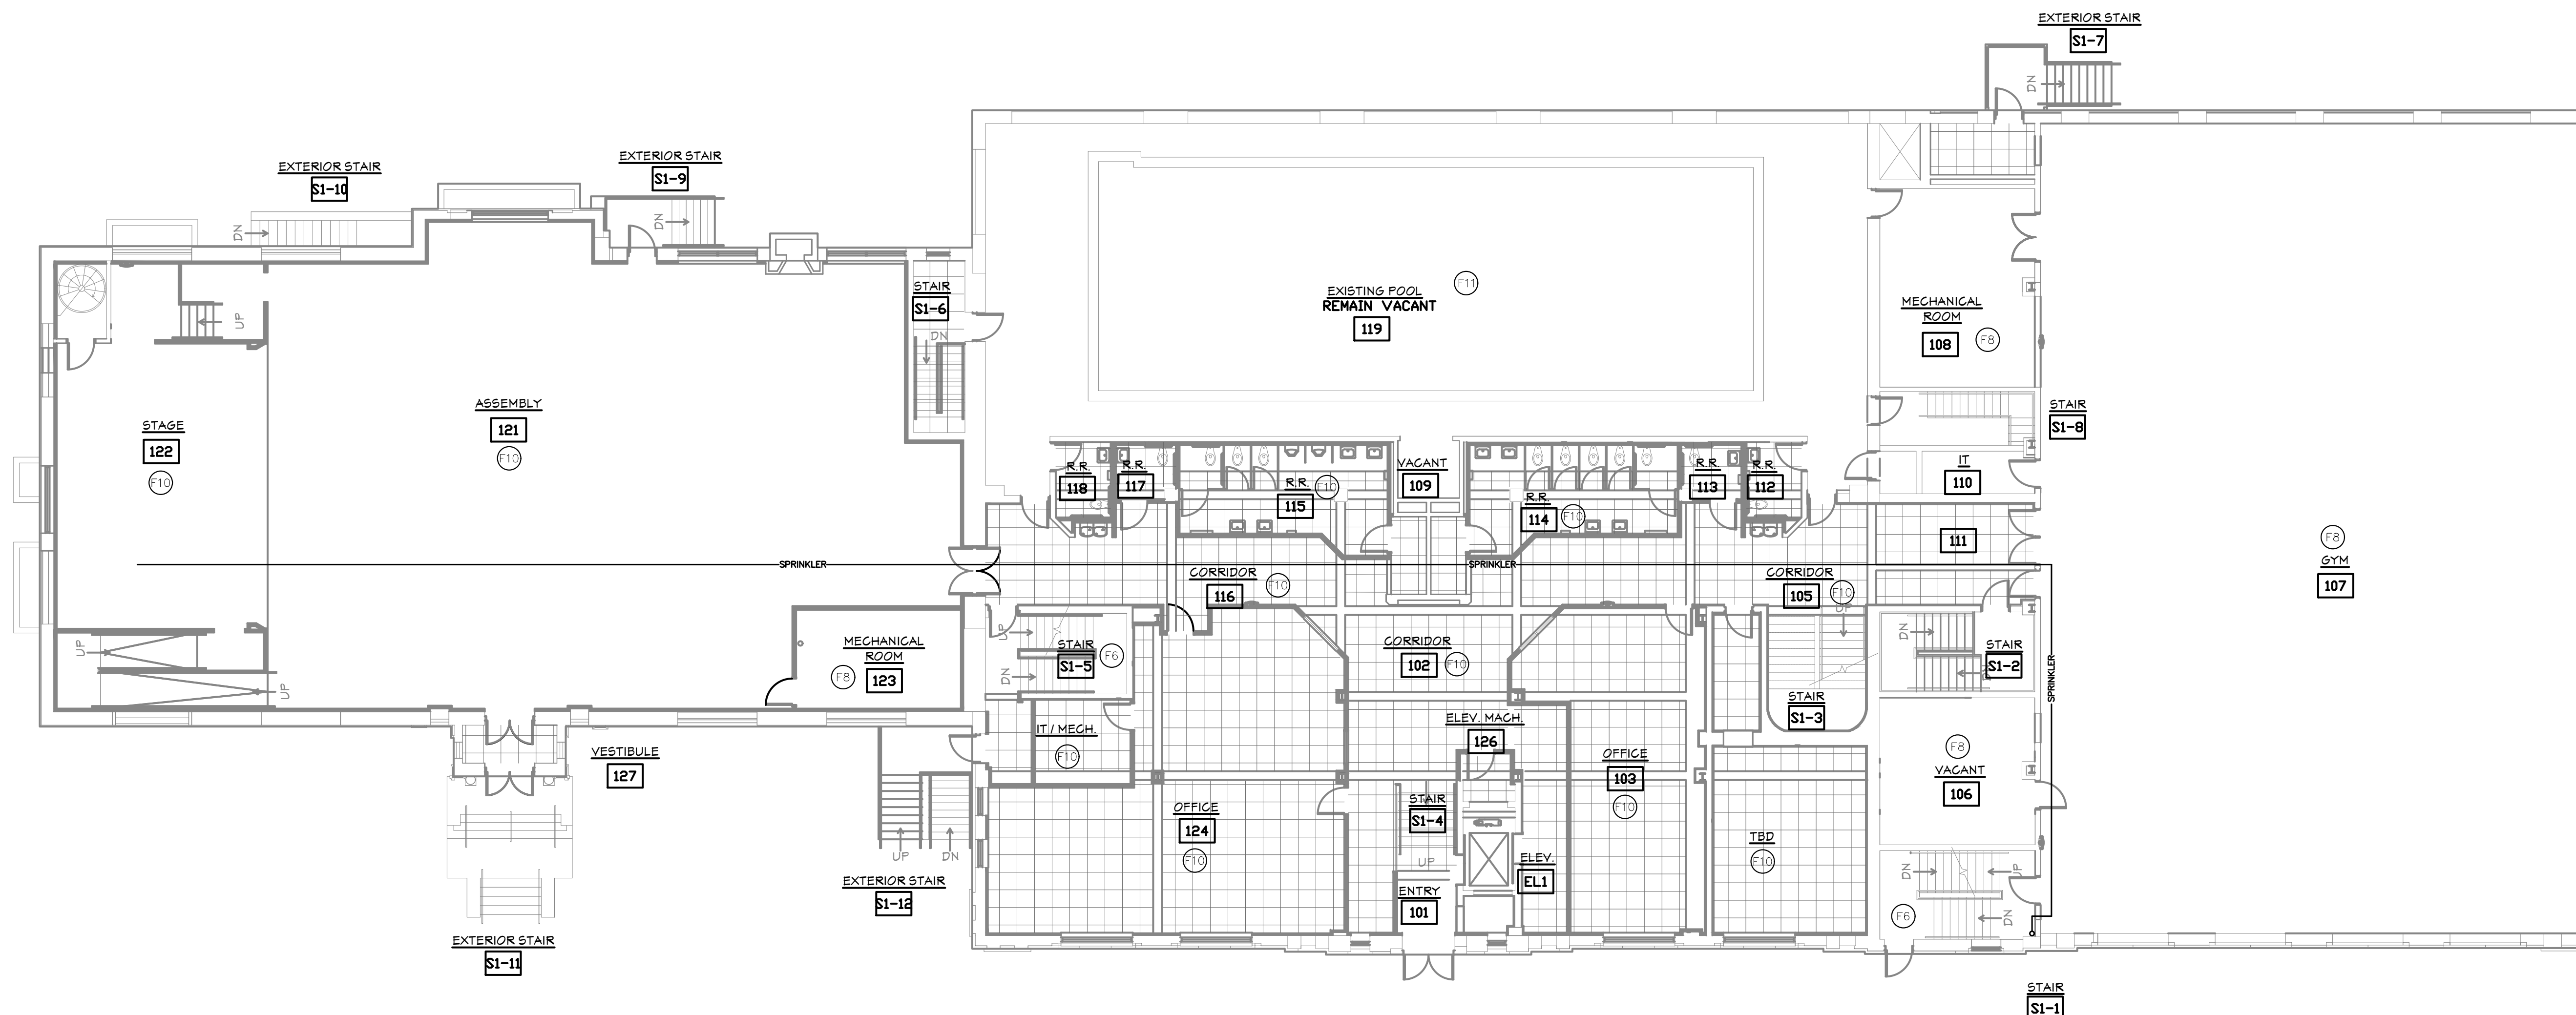 EXTERIOR STAIR
S1-7
DN
EXTERIOR STAIR
S1-9
DN
EXTERIOR STAIR
S1-10
DN
UP
STAIR
S1-6
DN
EXISTING POOL
REMAIN VACANT
119
F11
MECHANICAL
ROOM
108
F8
STAGE
122
F10
ASSEMBLY
121
F10
STAIR
S1-8
R.R.
118
R.R.
117
R.R.
115
F10
VACANT
109
R.R.
114
F10
R.R.
113
R.R.
112
IT
110
111
F8
GYM
107
SPRINKLER
SPRINKLER
CORRIDOR
116
F10
CORRIDOR
105
F10
UP
UP
DN
STAIR
S1-5
F6
CORRIDOR
102
F10
DN
DN
STAIR
S1-2
SPRINKLER
UP
UP
MECHANICAL
ROOM
123
F8
STAIR
S1-3
IT / MECH.
F10
ELEV. MACH.
126
OFFICE
103
F10
VESTIBULE
127
F8
VACANT
106
OFFICE
124
F10
STAIR
S1-4
UP
TBD
F10
UP
DN
ELEV.
EL1
DN
UP
DN
EXTERIOR STAIR
S1-12
ENTRY
101
F6
EXTERIOR STAIR
S1-11
STAIR
S1-1